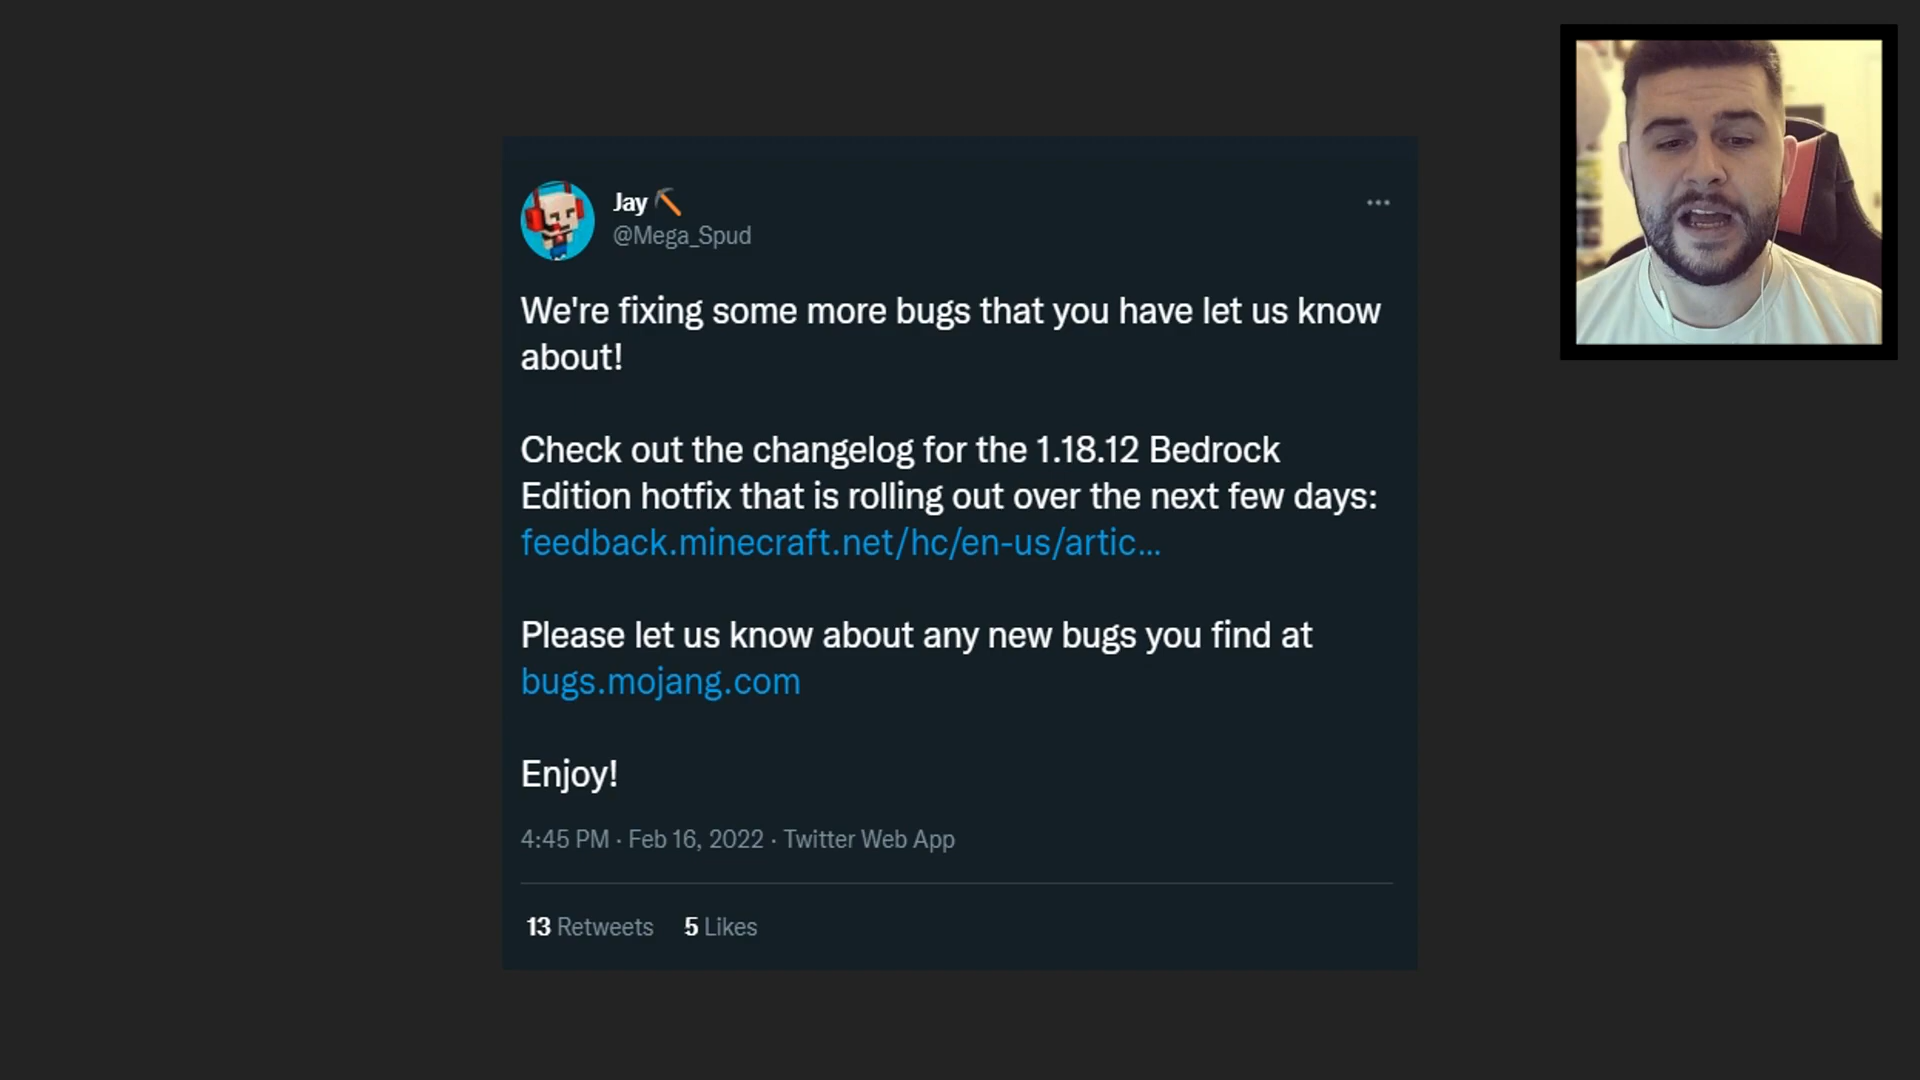 Jay
@Mega_Spud
We're fixing some more bugs that you have let us know
about!
Check out the changelog for the 1.18.12 Bedrock
Edition hotfix that is rolling out over the next few days:
feedback.minecraft.net/hc/en-us/artic...
Please let us know about any new bugs you find at
bugs.mojang.com
Enjoy!
4:45 PM · Feb 16, 2022 · Twitter Web App
13 Retweets 5 Likes